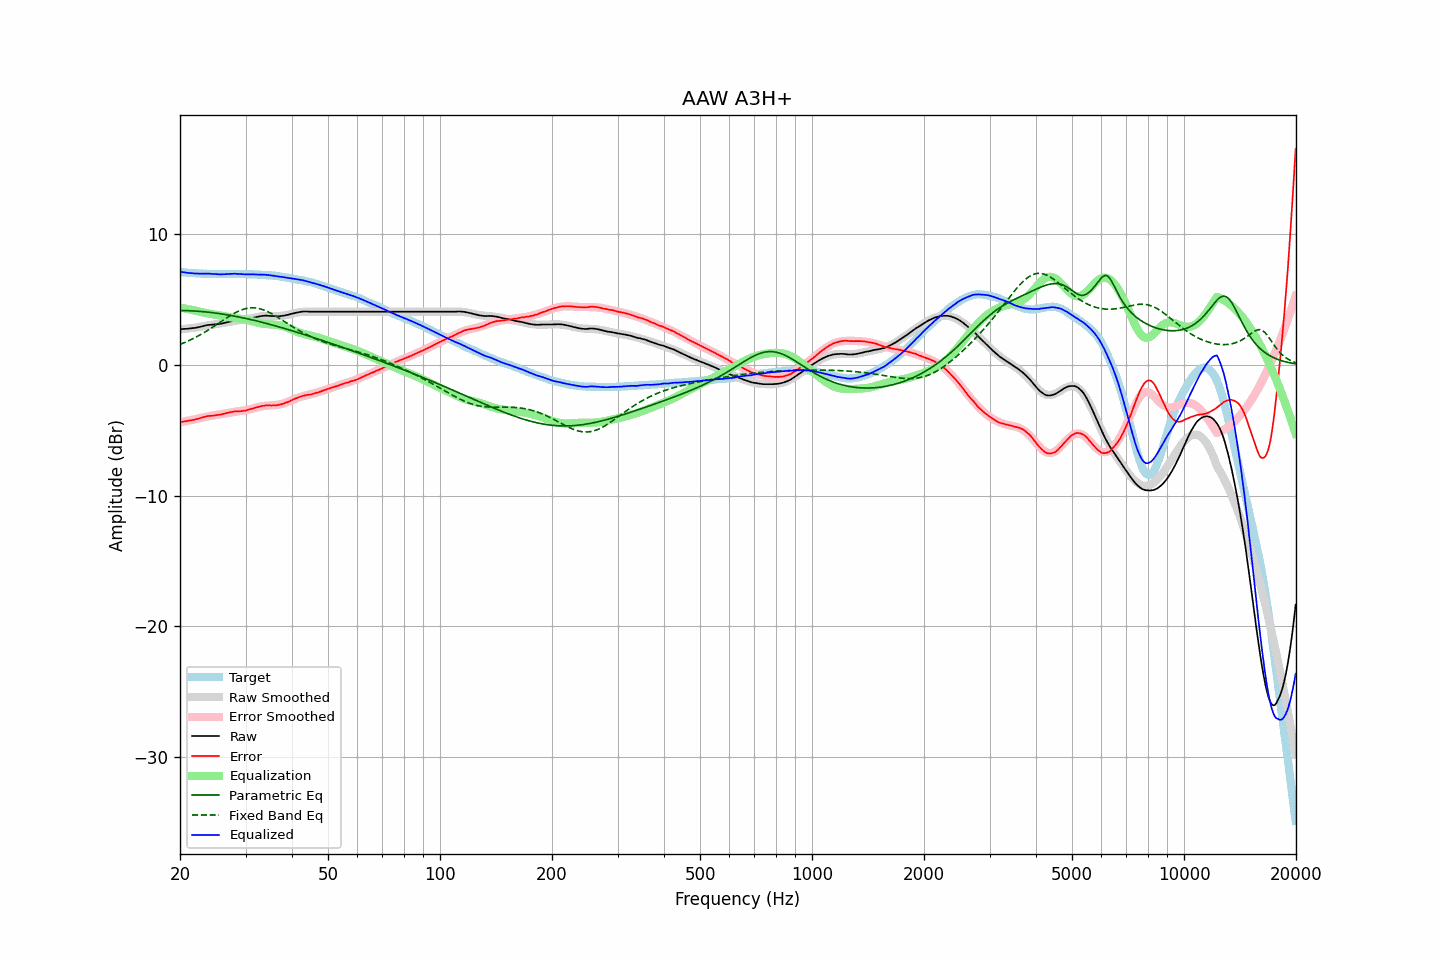 AAW A3H+
Amplitude (dBr)
10
0
−10
−20
−30
Target
Raw Smoothed
Error Smoothed
Raw
Error
Equalization
Parametric Eq
Fixed Band Eq
Equalized
20 50 100 200 500 1000 2000 5000 10000 20000
Frequency (Hz)